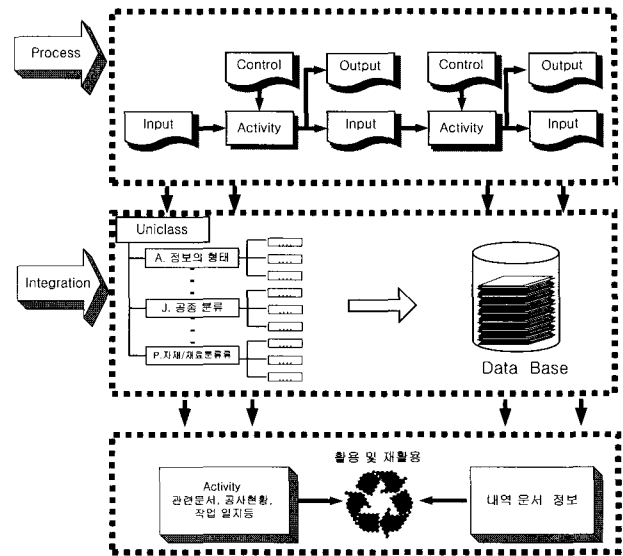 Process
Control
Output
Control
Output
Input
Activity
Input
Activity
Input
Uniclass
A. 정보의 형태
Integration
J. 공종 분류
P.자재/재료분류류
Data Base
활용 및 재활용
Activity
관련문서, 공사현황,
작업 일지등
내역 문서 정보